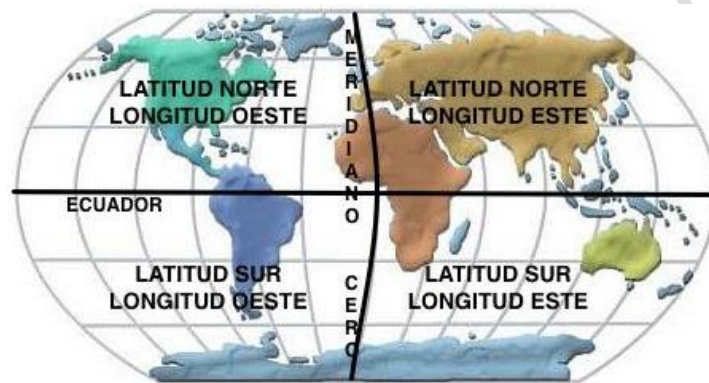 LATITUD NORTE
LONGITUD OESTE
LATITUD NORTE
LONGITUD ESTE
MERIDIANO CERO
ECUADOR
LATITUD SUR
LONGITUD OESTE
LATITUD SUR
LONGITUD ESTE